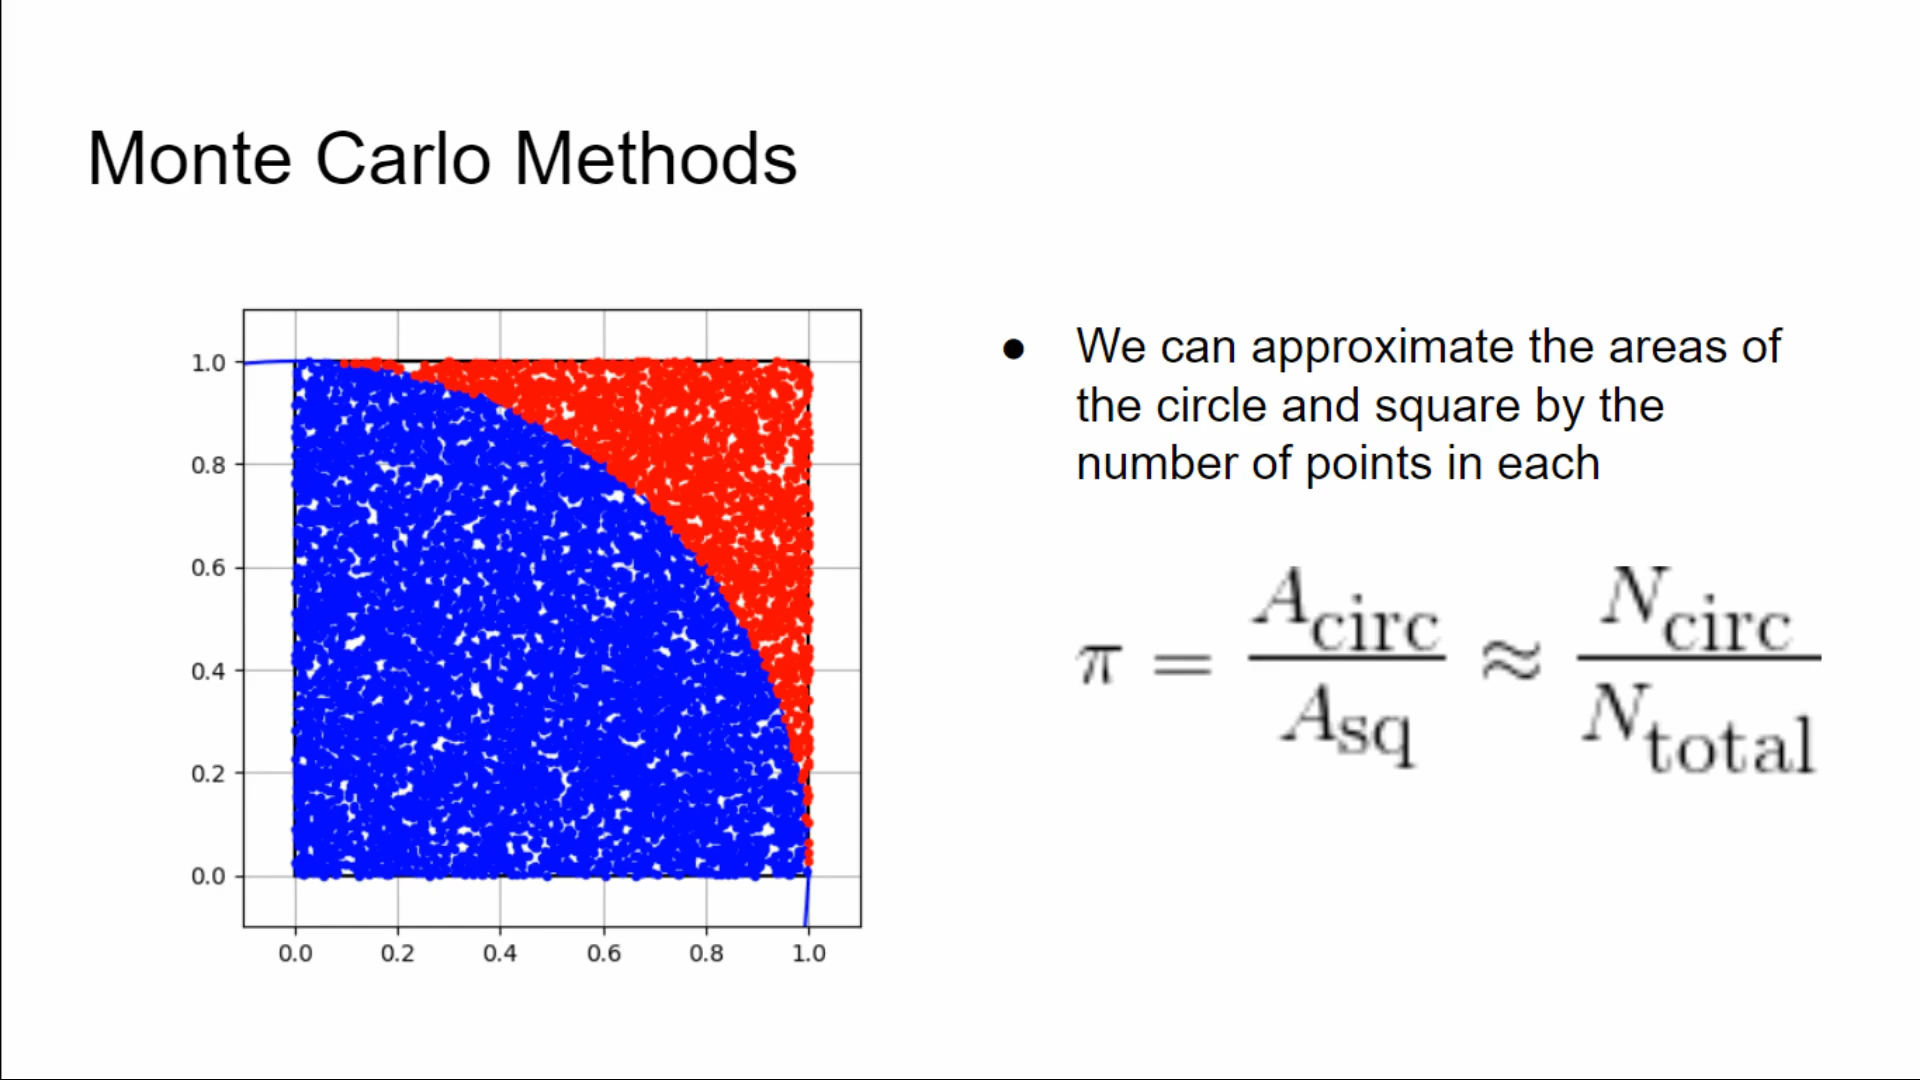 Monte Carlo Methods
1.0
0.8
0.6
0.4
0.2
0.0
0.0 0.2 0.4 0.6 0.8 1.0
● We can approximate the areas of
the circle and square by the
number of points in each
π = A_circ / A_sq ≈ N_circ / N_total